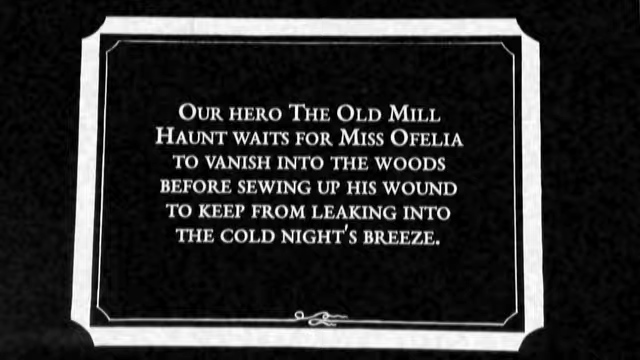 Our hero The Old Mill
Haunt waits for Miss Ofelia
to vanish into the woods
before sewing up his wound
to keep from leaking into
the cold night's breeze.